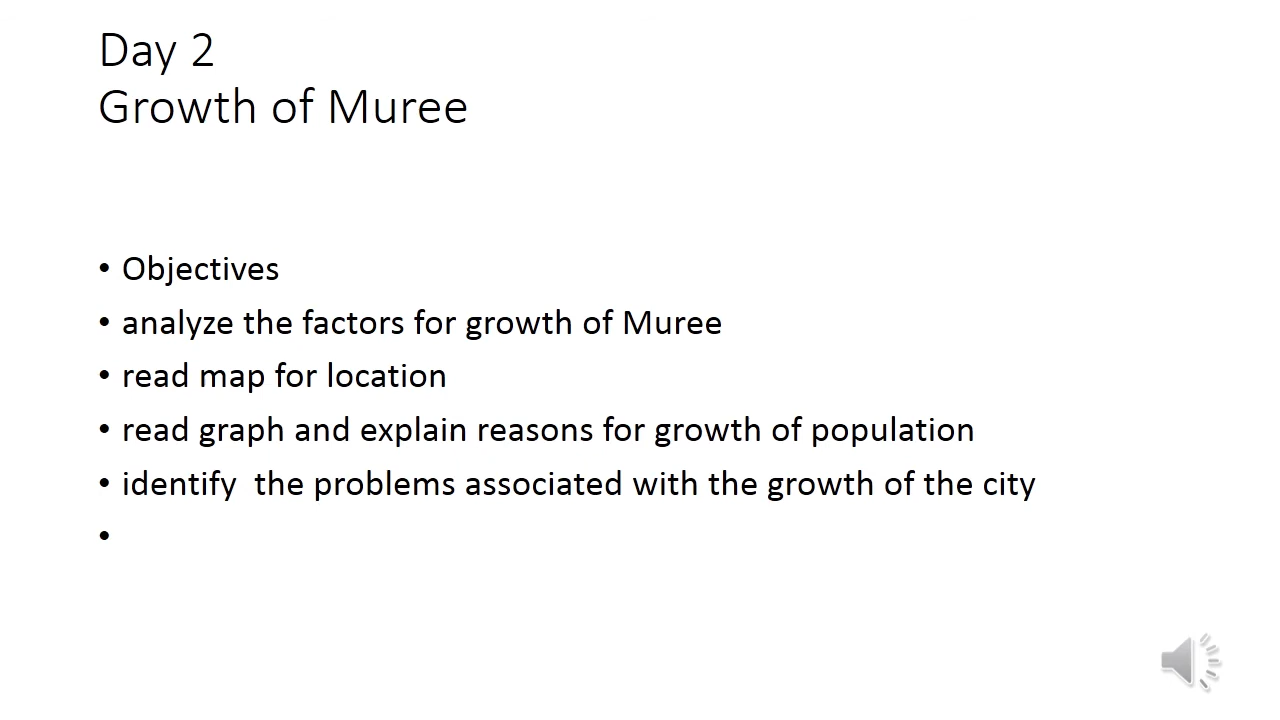 Day 2
Growth of Muree
• Objectives
• analyze the factors for growth of Muree
• read map for location
• read graph and explain reasons for growth of population
• identify  the problems associated with the growth of the city
•